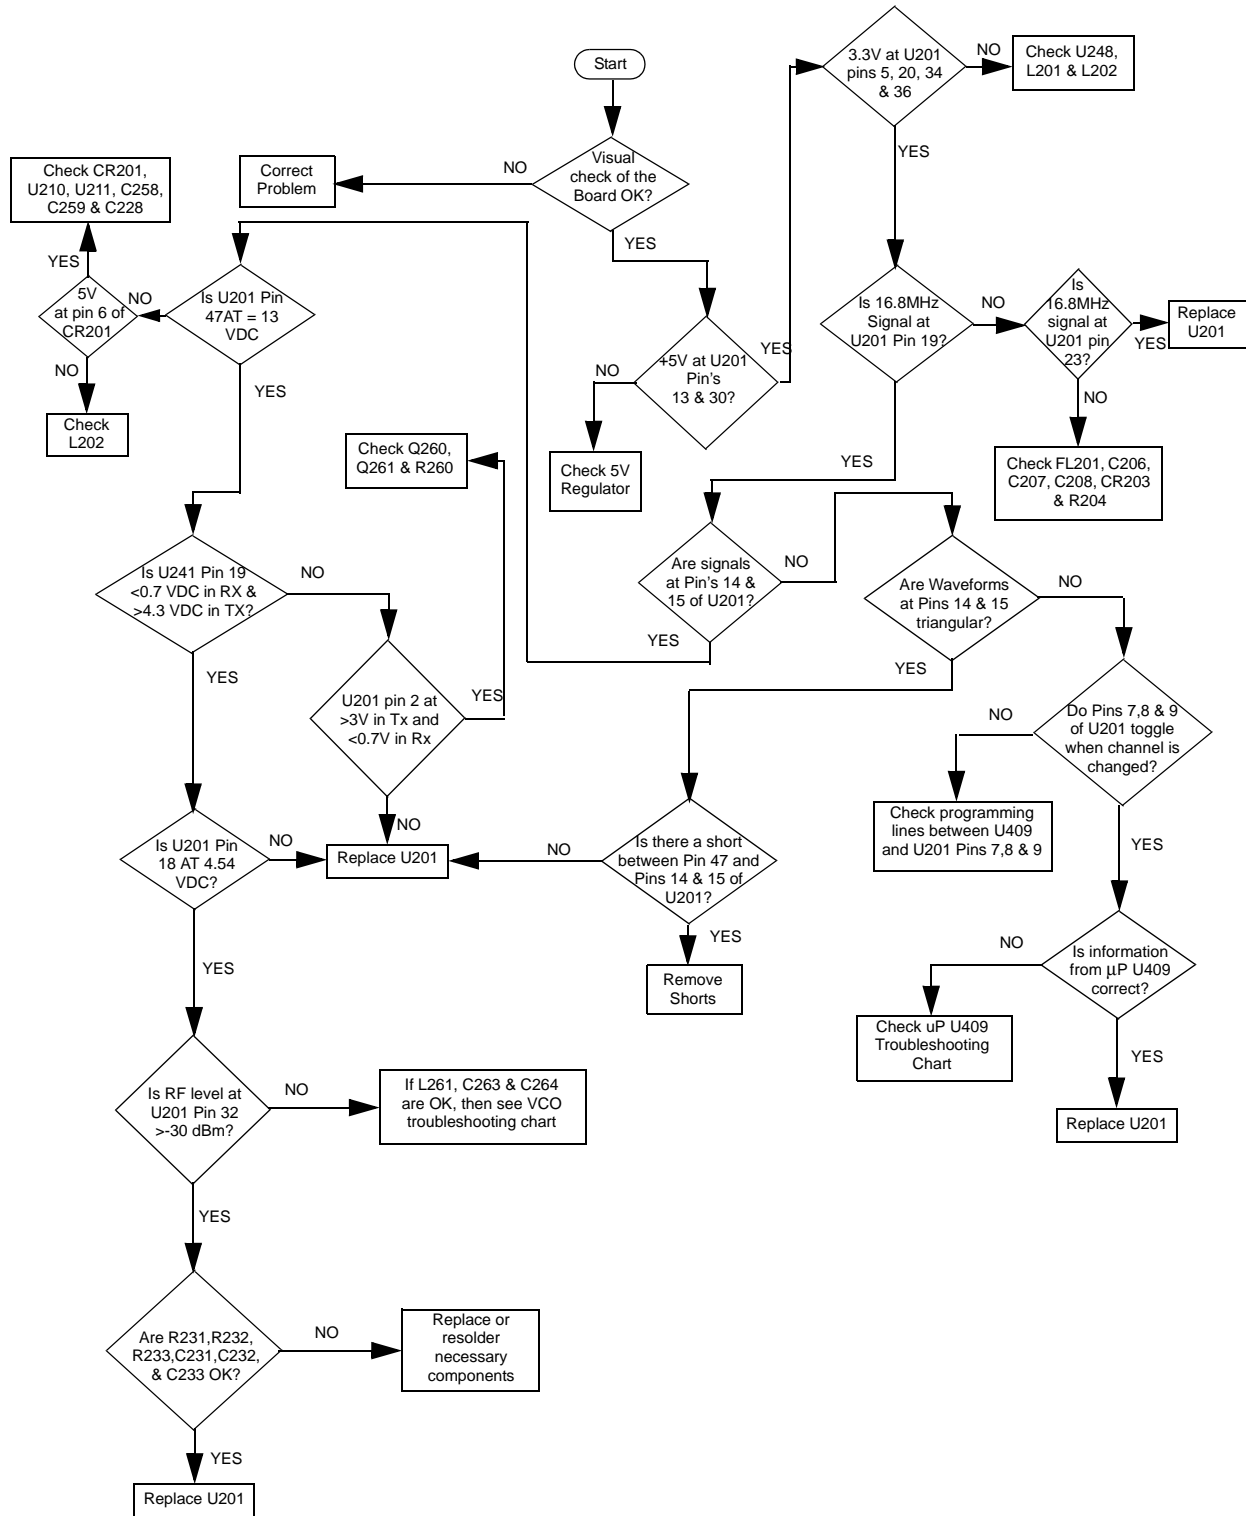 Start
3.3V at U201
pins 5, 20, 34
& 36
NO
Check U248,
L201 & L202
YES
Visual
check of the
Board OK?
NO
Correct
Problem
YES
Check CR201,
U210, U211, C258,
C259 & C228
YES
5V
at pin 6 of
CR201
NO
Is U201 Pin
47AT = 13
VDC
NO
Check
L202
YES
+5V at U201
Pin's
13 & 30?
YES
NO
Check 5V
Regulator
Is 16.8MHz
Signal at
U201 Pin 19?
NO
Is
16.8MHz
signal at
U201 pin
23?
YES
Replace
U201
NO
Check FL201, C206,
C207, C208, CR203
& R204
YES
Check Q260,
Q261 & R260
Is U241 Pin 19
<0.7 VDC in RX &
>4.3 VDC in TX?
NO
YES
Are signals
at Pin's 14 &
15 of U201?
NO
YES
Are Waveforms
at Pins 14 & 15
triangular?
NO
YES
U201 pin 2 at
>3V in Tx and
<0.7V in Rx
YES
NO
Do Pins 7,8 & 9
of U201 toggle
when channel is
changed?
NO
Check programming
lines between U409
and U201 Pins 7,8 & 9
YES
Is U201 Pin
18 AT 4.54
VDC?
NO
Replace U201
NO
Is there a short
between Pin 47 and
Pins 14 & 15 of
U201?
YES
Remove
Shorts
YES
Is information
from µP U409
correct?
NO
Check uP U409
Troubleshooting
Chart
YES
Replace U201
Is RF level at
U201 Pin 32
>-30 dBm?
NO
If L261, C263 & C264
are OK, then see VCO
troubleshooting chart
YES
Are R231,R232,
R233,C231,C232,
& C233 OK?
NO
Replace or
resolder
necessary
components
YES
Replace U201